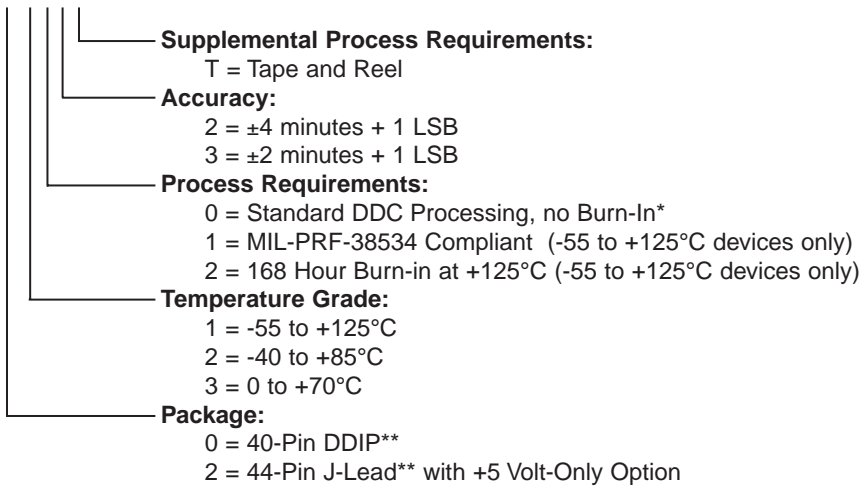 Supplemental Process Requirements:
T = Tape and Reel
Accuracy:
2 = ±4 minutes + 1 LSB
3 = ±2 minutes + 1 LSB
Process Requirements:
0 = Standard DDC Processing, no Burn-In*
1 = MIL-PRF-38534 Compliant (-55 to +125°C devices only)
2 = 168 Hour Burn-in at +125°C (-55 to +125°C devices only)
Temperature Grade:
1 = -55 to +125°C
2 = -40 to +85°C
3 = 0 to +70°C
Package:
0 = 40-Pin DDIP**
2 = 44-Pin J-Lead** with +5 Volt-Only Option